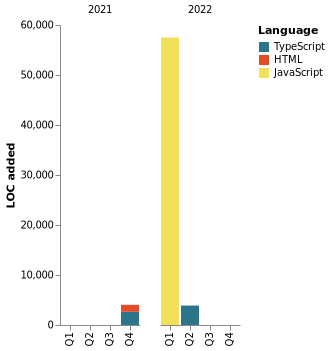 2021 2022
Language
TypeScript
HTML
JavaScript
LOC added
60,000
50,000
40,000
30,000
20,000
10,000
0
Q1 Q2 Q3 Q4 Q1 Q2 Q3 Q4